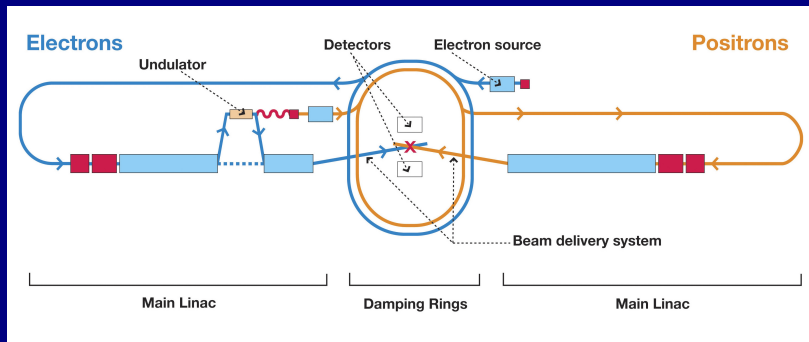 Electrons
Detectors
Electron source
Positrons
Undulator
Beam delivery system
Main Linac
Damping Rings
Main Linac